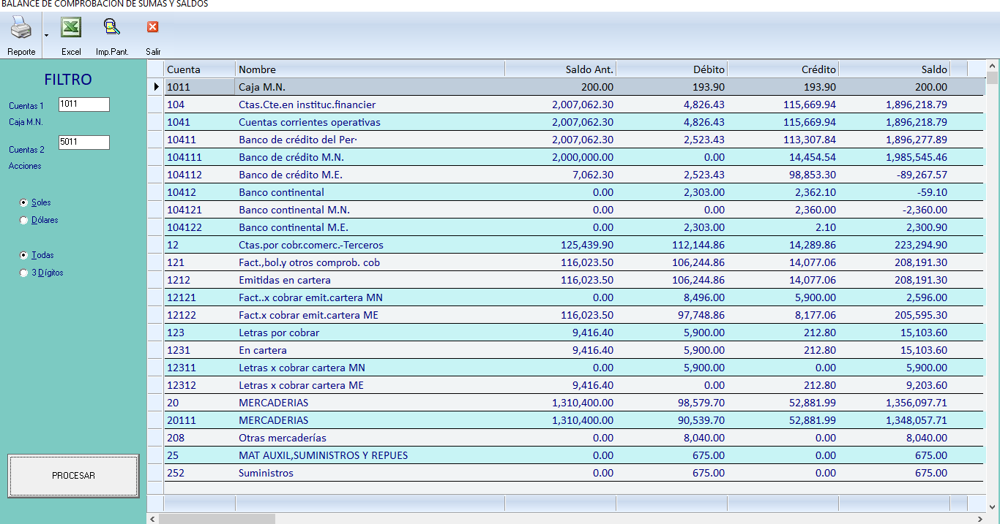 BALANCE DE COMPROBACION DE SUMAS Y SALDOS
Reporte Excel Imp.Pant. Salir
FILTRO
Cuentas 1 1011
Caja M.N.
Cuentas 2 5011
Acciones
Soles
Dólares
Todas
3 Dígitos
PROCESAR
Cuenta Nombre Saldo Ant. Débito Crédito Saldo
1011 Caja M.N. 200.00 193.90 193.90 200.00
104 Ctas.Cte.en instituc.financier 2,007,062.30 4,826.43 115,669.94 1,896,218.79
1041 Cuentas corrientes operativas 2,007,062.30 4,826.43 115,669.94 1,896,218.79
10411 Banco de crédito del Per· 2,007,062.30 2,523.43 113,307.84 1,896,277.89
104111 Banco de crédito M.N. 2,000,000.00 0.00 14,454.54 1,985,545.46
104112 Banco de crédito M.E. 7,062.30 2,523.43 98,853.30 -89,267.57
10412 Banco continental 0.00 2,303.00 2,362.10 -59.10
104121 Banco continental M.N. 0.00 0.00 2,360.00 -2,360.00
104122 Banco continental M.E. 0.00 2,303.00 2.10 2,300.90
12 Ctas.por cobr.comerc.-Terceros 125,439.90 112,144.86 14,289.86 223,294.90
121 Fact.,bol.y otros comprob. cob 116,023.50 106,244.86 14,077.06 208,191.30
1212 Emitidas en cartera 116,023.50 106,244.86 14,077.06 208,191.30
12121 Fact..x cobrar emit.cartera MN 0.00 8,496.00 5,900.00 2,596.00
12122 Fact.x cobrar emit.cartera ME 116,023.50 97,748.86 8,177.06 205,595.30
123 Letras por cobrar 9,416.40 5,900.00 212.80 15,103.60
1231 En cartera 9,416.40 5,900.00 212.80 15,103.60
12311 Letras x cobrar cartera MN 0.00 5,900.00 0.00 5,900.00
12312 Letras x cobrar cartera ME 9,416.40 0.00 212.80 9,203.60
20 MERCADERIAS 1,310,400.00 98,579.70 52,881.99 1,356,097.71
20111 MERCADERIAS 1,310,400.00 90,539.70 52,881.99 1,348,057.71
208 Otras mercaderías 0.00 8,040.00 0.00 8,040.00
25 MAT AUXIL,SUMINISTROS Y REPUES 0.00 675.00 0.00 675.00
252 Suministros 0.00 675.00 0.00 675.00